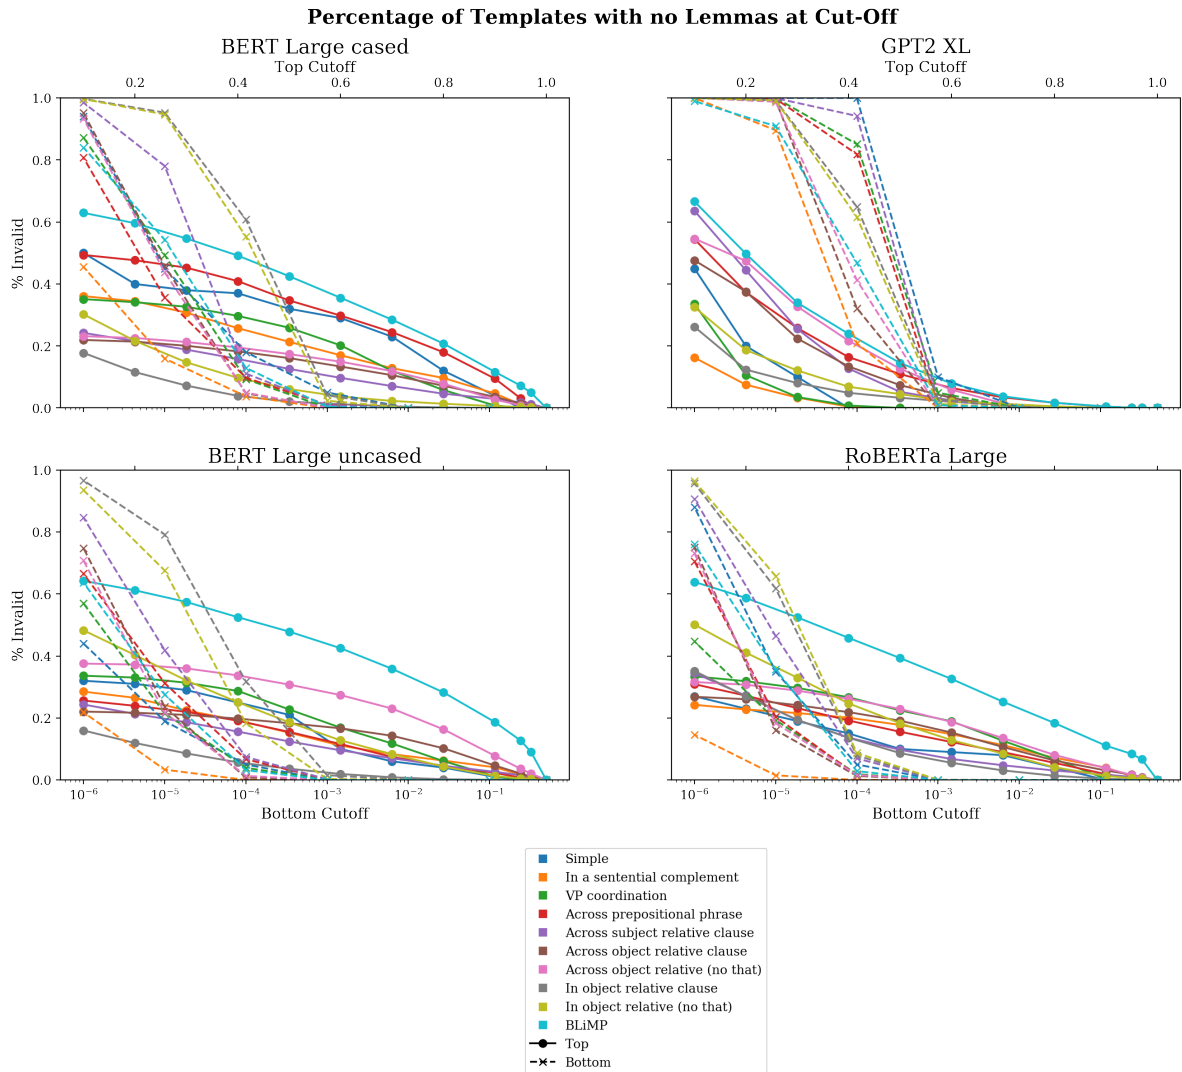 Percentage of Templates with no Lemmas at Cut-Off
BERT Large cased
Top Cutoff
0.2 0.4 0.6 0.8 1.0
GPT2 XL
Top Cutoff
0.2 0.4 0.6 0.8 1.0
% Invalid
1.0
0.8
0.6
0.4
0.2
0.0
BERT Large uncased
RoBERTa Large
% Invalid
1.0
0.8
0.6
0.4
0.2
0.0
10⁻⁶ 10⁻⁵ 10⁻⁴ 10⁻³ 10⁻² 10⁻¹
Bottom Cutoff
10⁻⁶ 10⁻⁵ 10⁻⁴ 10⁻³ 10⁻² 10⁻¹
Bottom Cutoff
Simple
In a sentential complement
VP coordination
Across prepositional phrase
Across subject relative clause
Across object relative clause
Across object relative (no that)
In object relative clause
In object relative (no that)
BLiMP
Top
Bottom